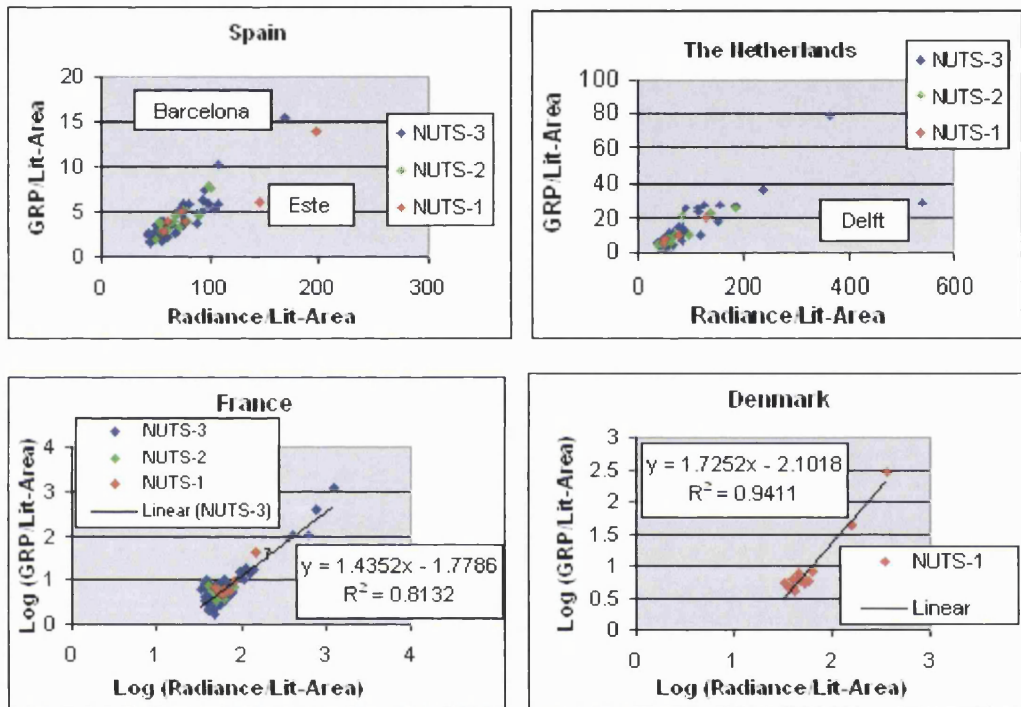 Spain
GRP/Lit-Area
20
15
10
5
0
Barcelona
Este
NUTS-3
NUTS-2
NUTS-1
0 100 200 300
Radiance/Lit-Area
The Netherlands
GRP/Lit-Area
100
80
60
40
20
0
Delft
NUTS-3
NUTS-2
NUTS-1
0 200 400 600
Radiance/Lit-Area
France
Log (GRP/Lit-Area)
4
3
2
1
0
NUTS-3
NUTS-2
NUTS-1
Linear (NUTS-3)
y = 1.4352x - 1.7786
R² = 0.8132
0 1 2 3 4
Log (Radiance/Lit-Area)
Denmark
Log (GRP/Lit-Area)
3
2.5
2
1.5
1
0.5
0
y = 1.7252x - 2.1018
R² = 0.9411
NUTS-1
Linear
0 1 2 3
Log (Radiance/Lit-Area)